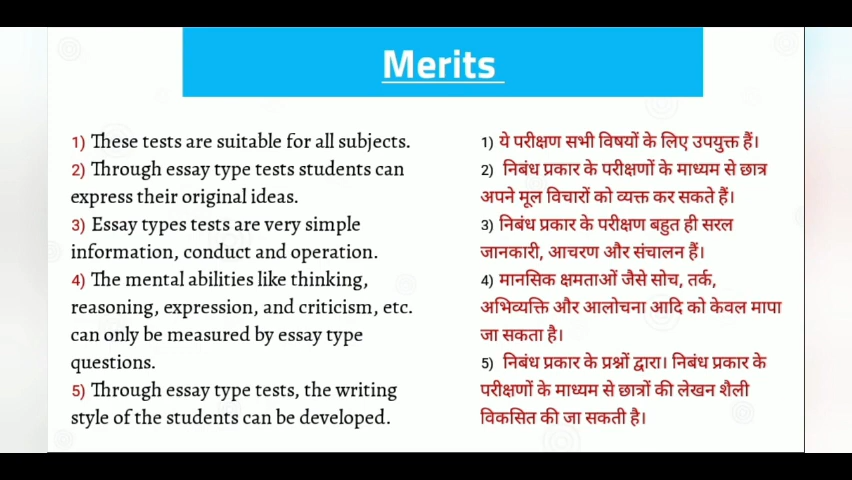 Merits
1) These tests are suitable for all subjects.
2) Through essay type tests students can
express their original ideas.
3) Essay types tests are very simple
information, conduct and operation.
4) The mental abilities like thinking,
reasoning, expression, and criticism, etc.
can only be measured by essay type
questions.
5) Through essay type tests, the writing
style of the students can be developed.
1) ये परीक्षण सभी विषयों के लिए उपयुक्त हैं।
2) निबंध प्रकार के परीक्षणों के माध्यम से छात्र
अपने मूल विचारों को व्यक्त कर सकते हैं।
3) निबंध प्रकार के परीक्षण बहुत ही सरल
जानकारी, आचरण और संचालन हैं।
4) मानसिक क्षमताओं जैसे सोच, तर्क,
अभिव्यक्ति और आलोचना आदि को केवल मापा
जा सकता है।
5) निबंध प्रकार के प्रश्नों द्वारा। निबंध प्रकार के
परीक्षणों के माध्यम से छात्रों की लेखन शैली
विकसित की जा सकती है।